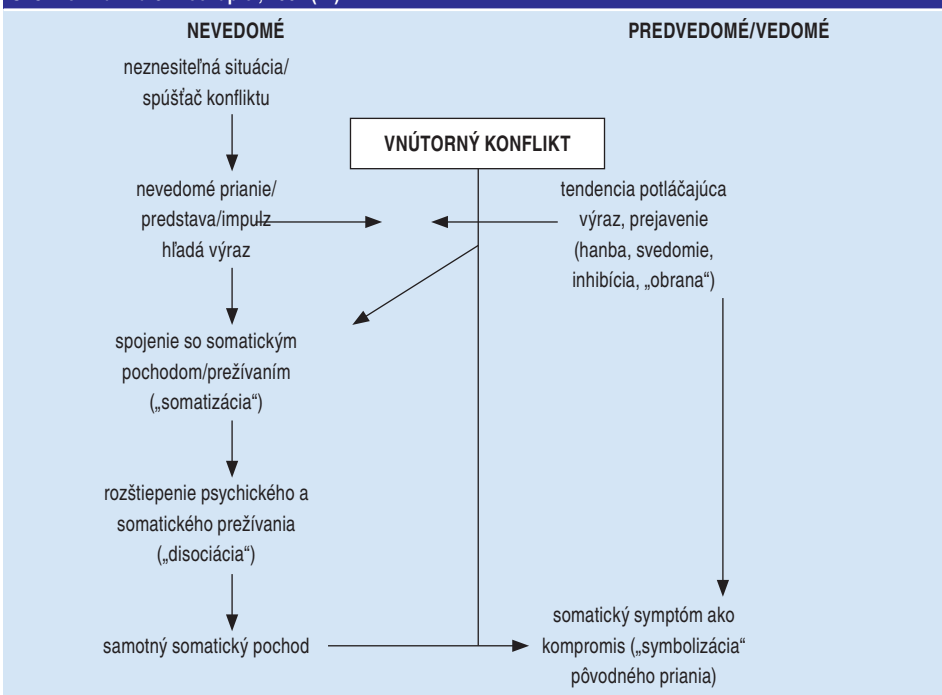 NEVEDOMÉ
PREDVEDOMÉ/VEDOMÉ
neznesiteľná situácia/
spúšťač konfliktu
VNÚTORNÝ KONFLIKT
nevedomé prianie/
predstava/impulz
hľadá výraz
tendencia potláčajúca
výraz, prejavenie
(hanba, svedomie,
inhibícia, „obrana“)
spojenie so somatickým
pochodom/prežívaním
(„somatizácia“)
rozštiepenie psychického a
somatického prežívania
(„disociácia“)
samotný somatický pochod
somatický symptóm ako
kompromis („symbolizácia“
pôvodného priania)